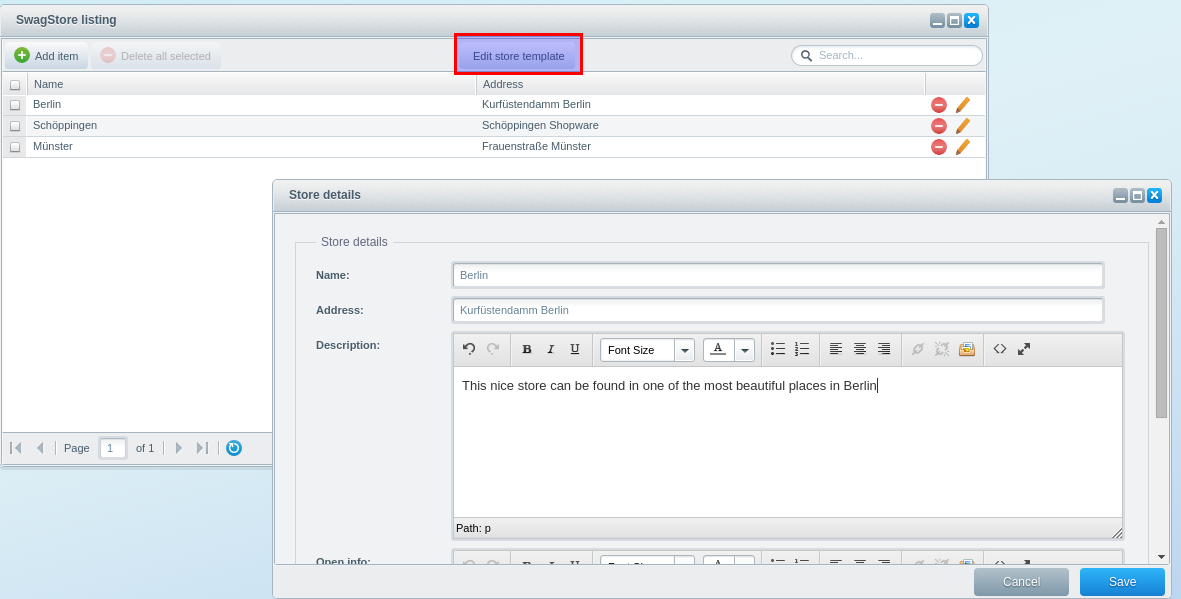 SwagStore listing
Add item
Delete all selected
Edit store template
Search...
Name
Address
Berlin
Kurfüstendamm Berlin
Schöppingen
Schöppingen Shopware
Münster
Frauenstraße Münster
Page 1 of 1
Store details
Store details
Name:
Berlin
Address:
Kurfüstendamm Berlin
Description:
B I U
Font Size
A
This nice store can be found in one of the most beautiful places in Berlin
Path: p
Open info:
B I U
Font Size
A
Cancel
Save